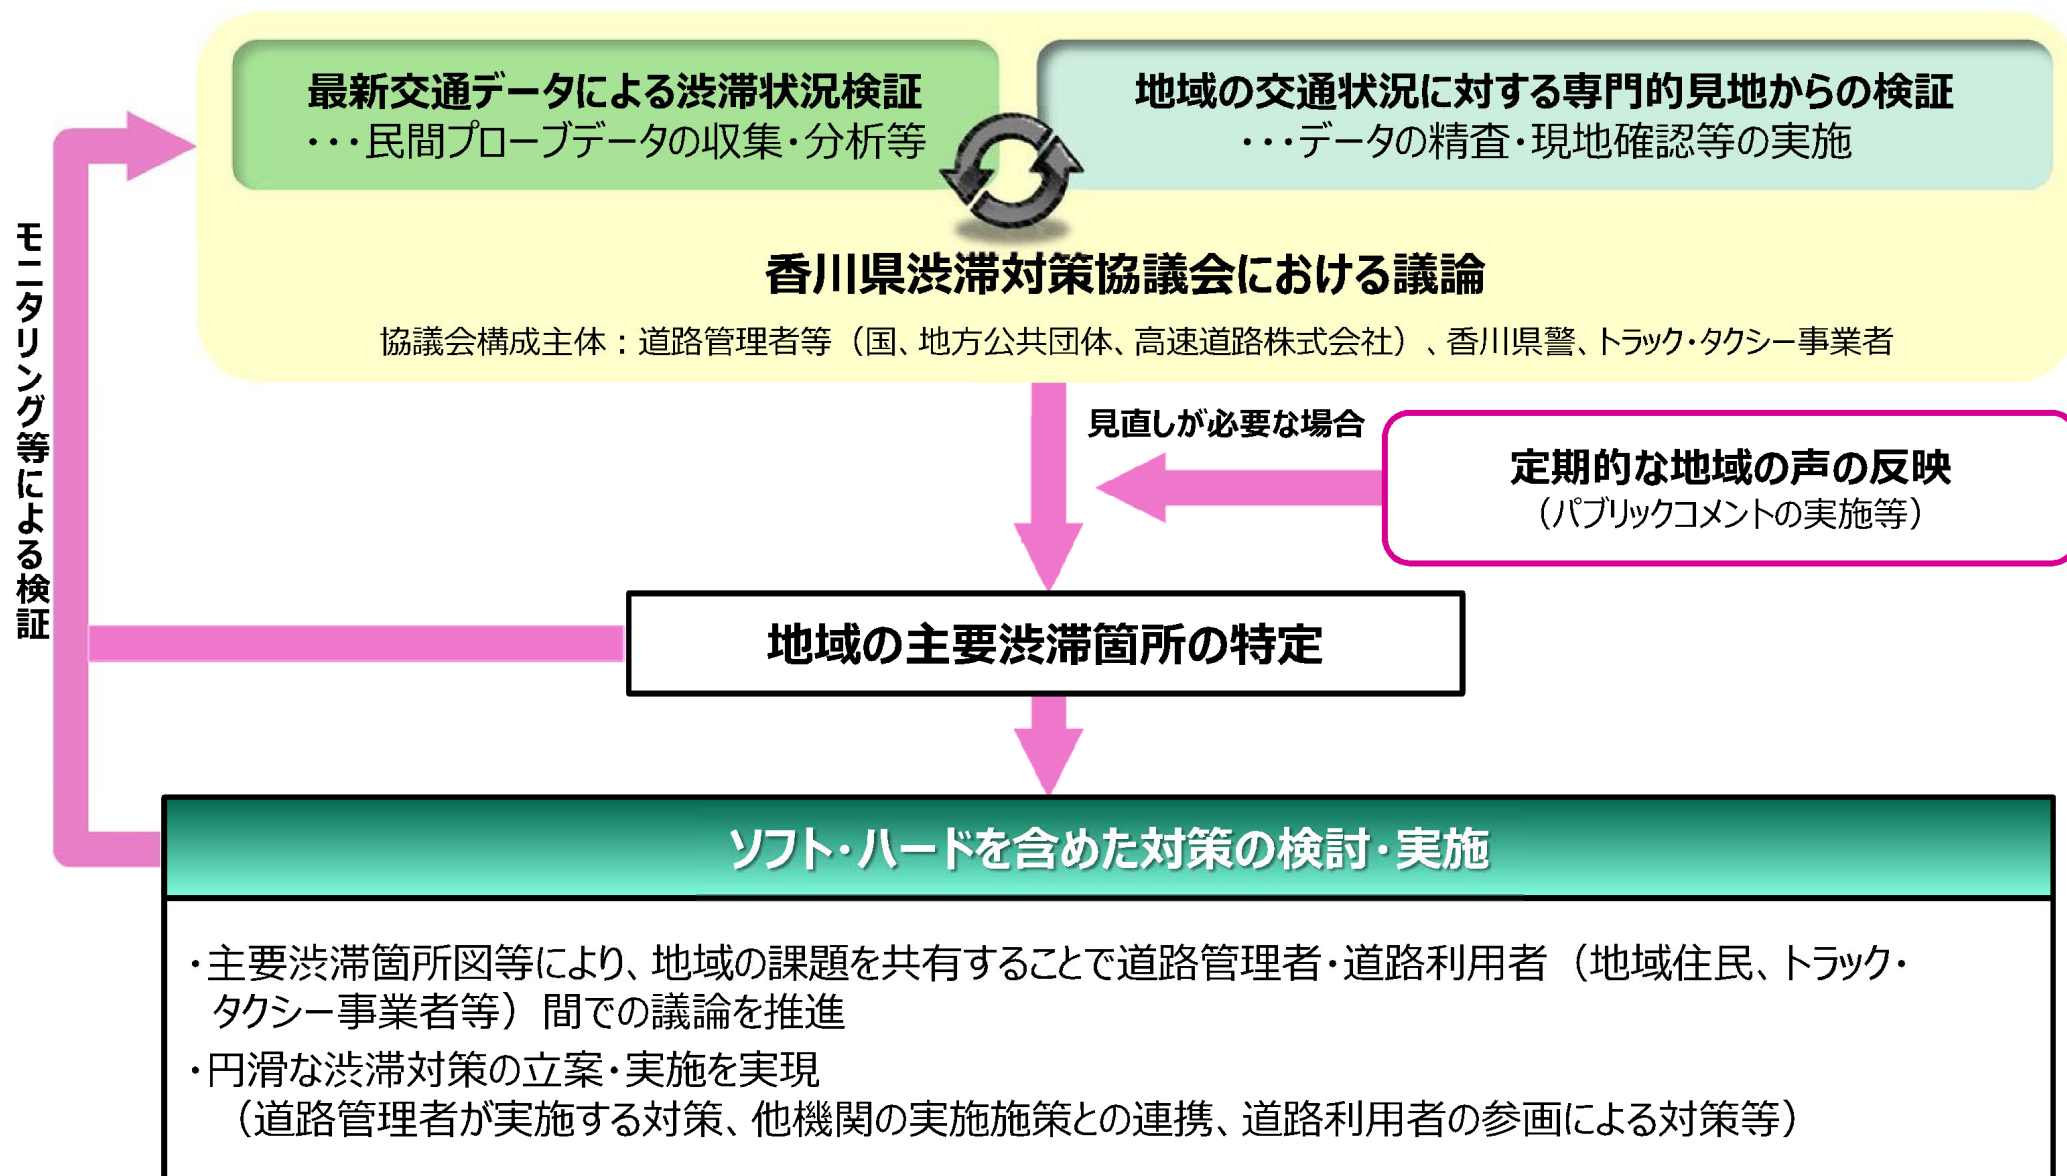 最新交通データによる渋滞状況検証
・・・民間プローブデータの収集・分析等
地域の交通状況に対する専門的見地からの検証
・・・データの精査・現地確認等の実施
香川県渋滞対策協議会における議論
協議会構成主体：道路管理者等（国、地方公共団体、高速道路株式会社）、香川県警、トラック・タクシー事業者
モニタリング等による検証
見直しが必要な場合
定期的な地域の声の反映
（パブリックコメントの実施等）
地域の主要渋滞箇所の特定
ソフト・ハードを含めた対策の検討・実施
・主要渋滞箇所図等により、地域の課題を共有することで道路管理者・道路利用者（地域住民、トラック・
タクシー事業者等）間での議論を推進
・円滑な渋滞対策の立案・実施を実現
（道路管理者が実施する対策、他機関の実施施策との連携、道路利用者の参画による対策等）